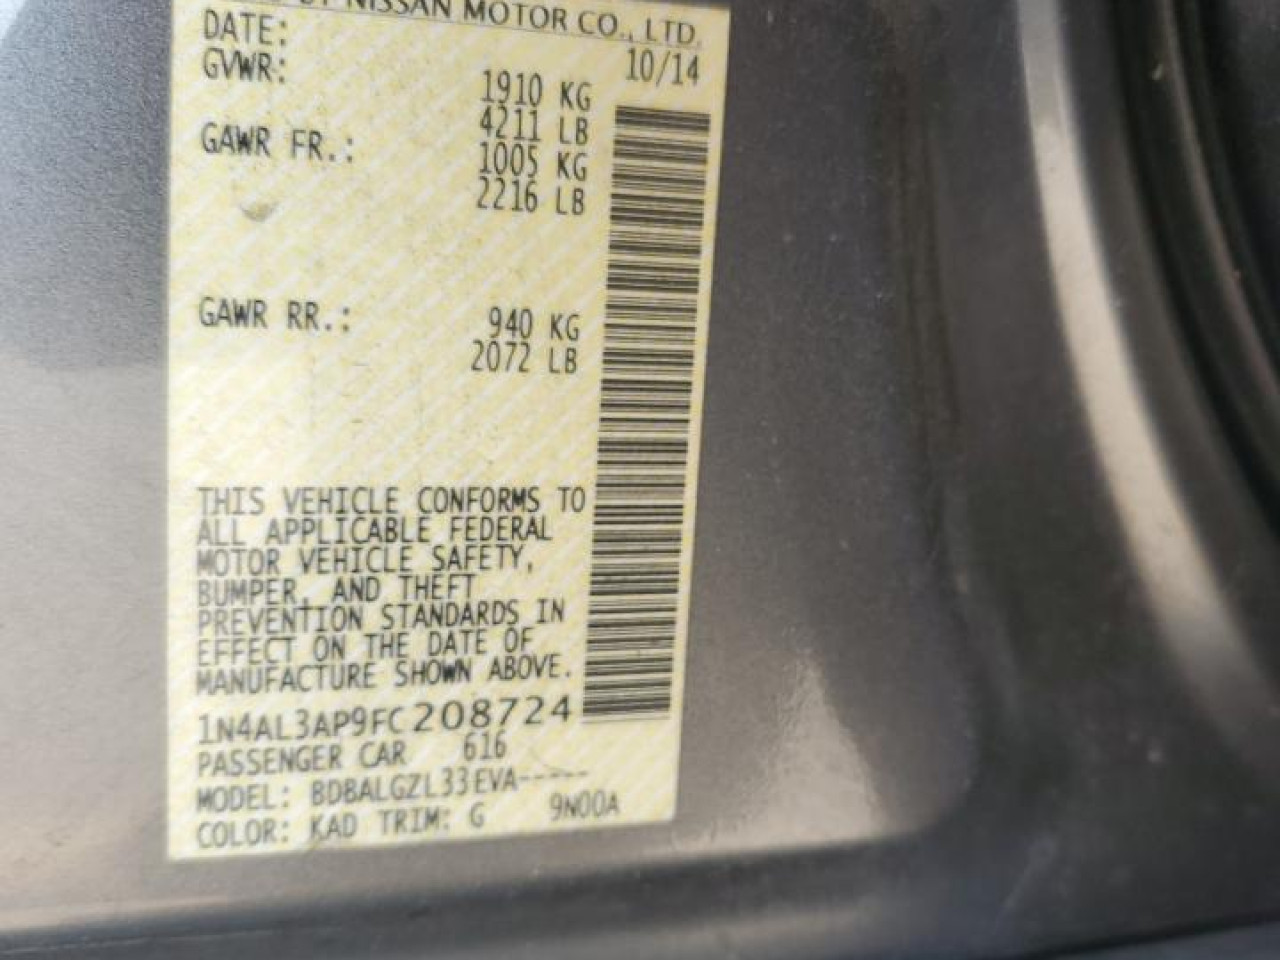 NISSAN MOTOR CO., LTD.
DATE: 10/14
GVWR: 1910 KG
4211 LB
GAWR FR.: 1005 KG
2216 LB
GAWR RR.: 940 KG
2072 LB
THIS VEHICLE CONFORMS TO
ALL APPLICABLE FEDERAL
MOTOR VEHICLE SAFETY,
BUMPER, AND THEFT
PREVENTION STANDARDS IN
EFFECT ON THE DATE OF
MANUFACTURE SHOWN ABOVE.
1N4AL3AP9FC208724
PASSENGER CAR 616
MODEL: BDBALGZL33EVA-----
COLOR: KAD TRIM: G 9N00A